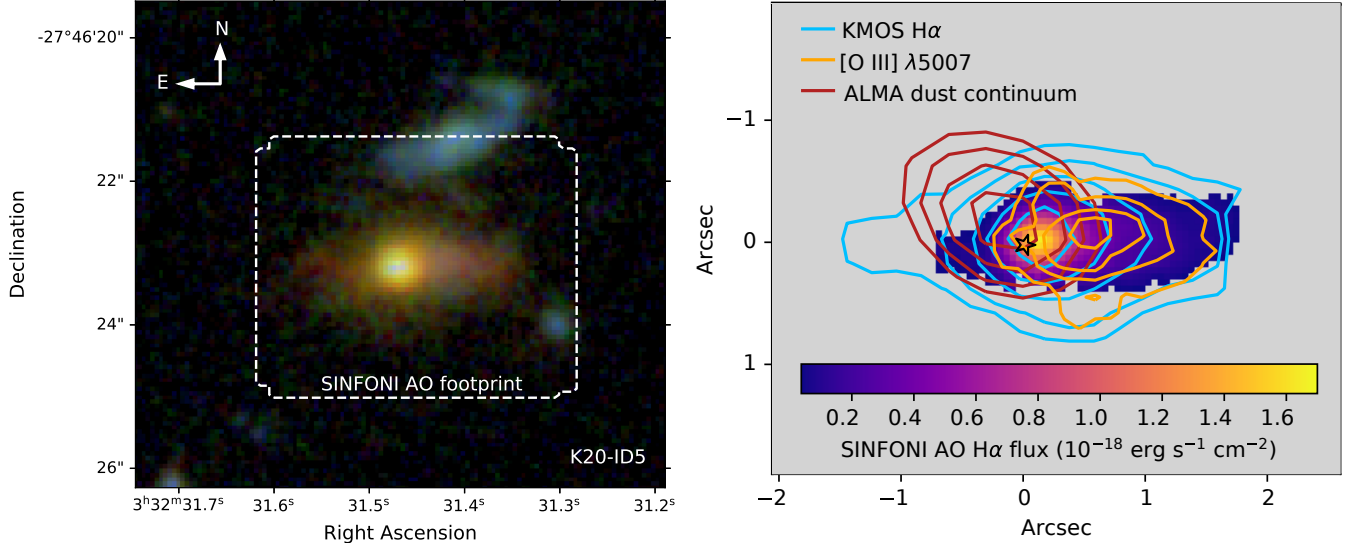 -27°46'20"
22"
24"
26"
Declination
N
E
SINFONI AO footprint
K20-ID5
3ʰ32ᵐ31.7ˢ
31.6ˢ
31.5ˢ
31.4ˢ
31.3ˢ
31.2ˢ
Right Ascension
KMOS Hα
[O III] λ5007
ALMA dust continuum
−1
0
1
Arcsec
0.2 0.4 0.6 0.8 1.0 1.2 1.4 1.6
SINFONI AO Hα flux (10⁻¹⁸ erg s⁻¹ cm⁻²)
−2 −1 0 1 2
Arcsec